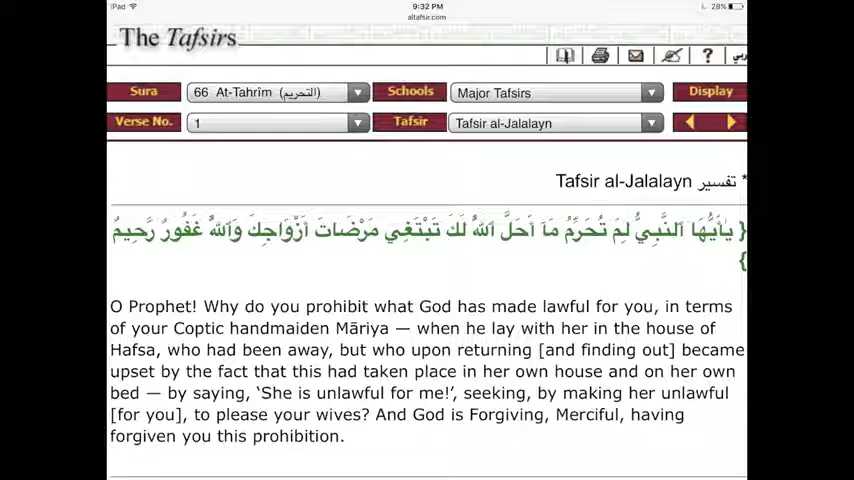 iPad
9:32 PM
28%
altafsir.com
The Tafsirs
? عربي
Sura 66 At-Tahrîm (التحريم) Schools Major Tafsirs Display
Verse No. 1 Tafsir Tafsir al-Jalalayn
* تفسير Tafsir al-Jalalayn
{ يٰأَيُّهَا ٱلنَّبِيُّ لِمَ تُحَرِّمُ مَآ أَحَلَّ ٱللَّهُ لَكَ تَبْتَغِي مَرْضَاتَ أَزْوَاجِكَ وَٱللَّهُ غَفُورٌ رَّحِيمٌ
}
O Prophet! Why do you prohibit what God has made lawful for you, in terms
of your Coptic handmaiden Māriya — when he lay with her in the house of
Hafsa, who had been away, but who upon returning [and finding out] became
upset by the fact that this had taken place in her own house and on her own
bed — by saying, ‘She is unlawful for me!’, seeking, by making her unlawful
[for you], to please your wives? And God is Forgiving, Merciful, having
forgiven you this prohibition.